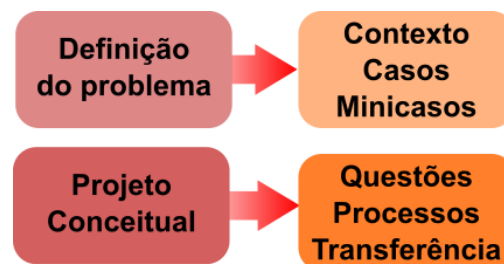 Definição
do problema
Contexto
Casos
Minicasos
Projeto
Conceitual
Questões
Processos
Transferência